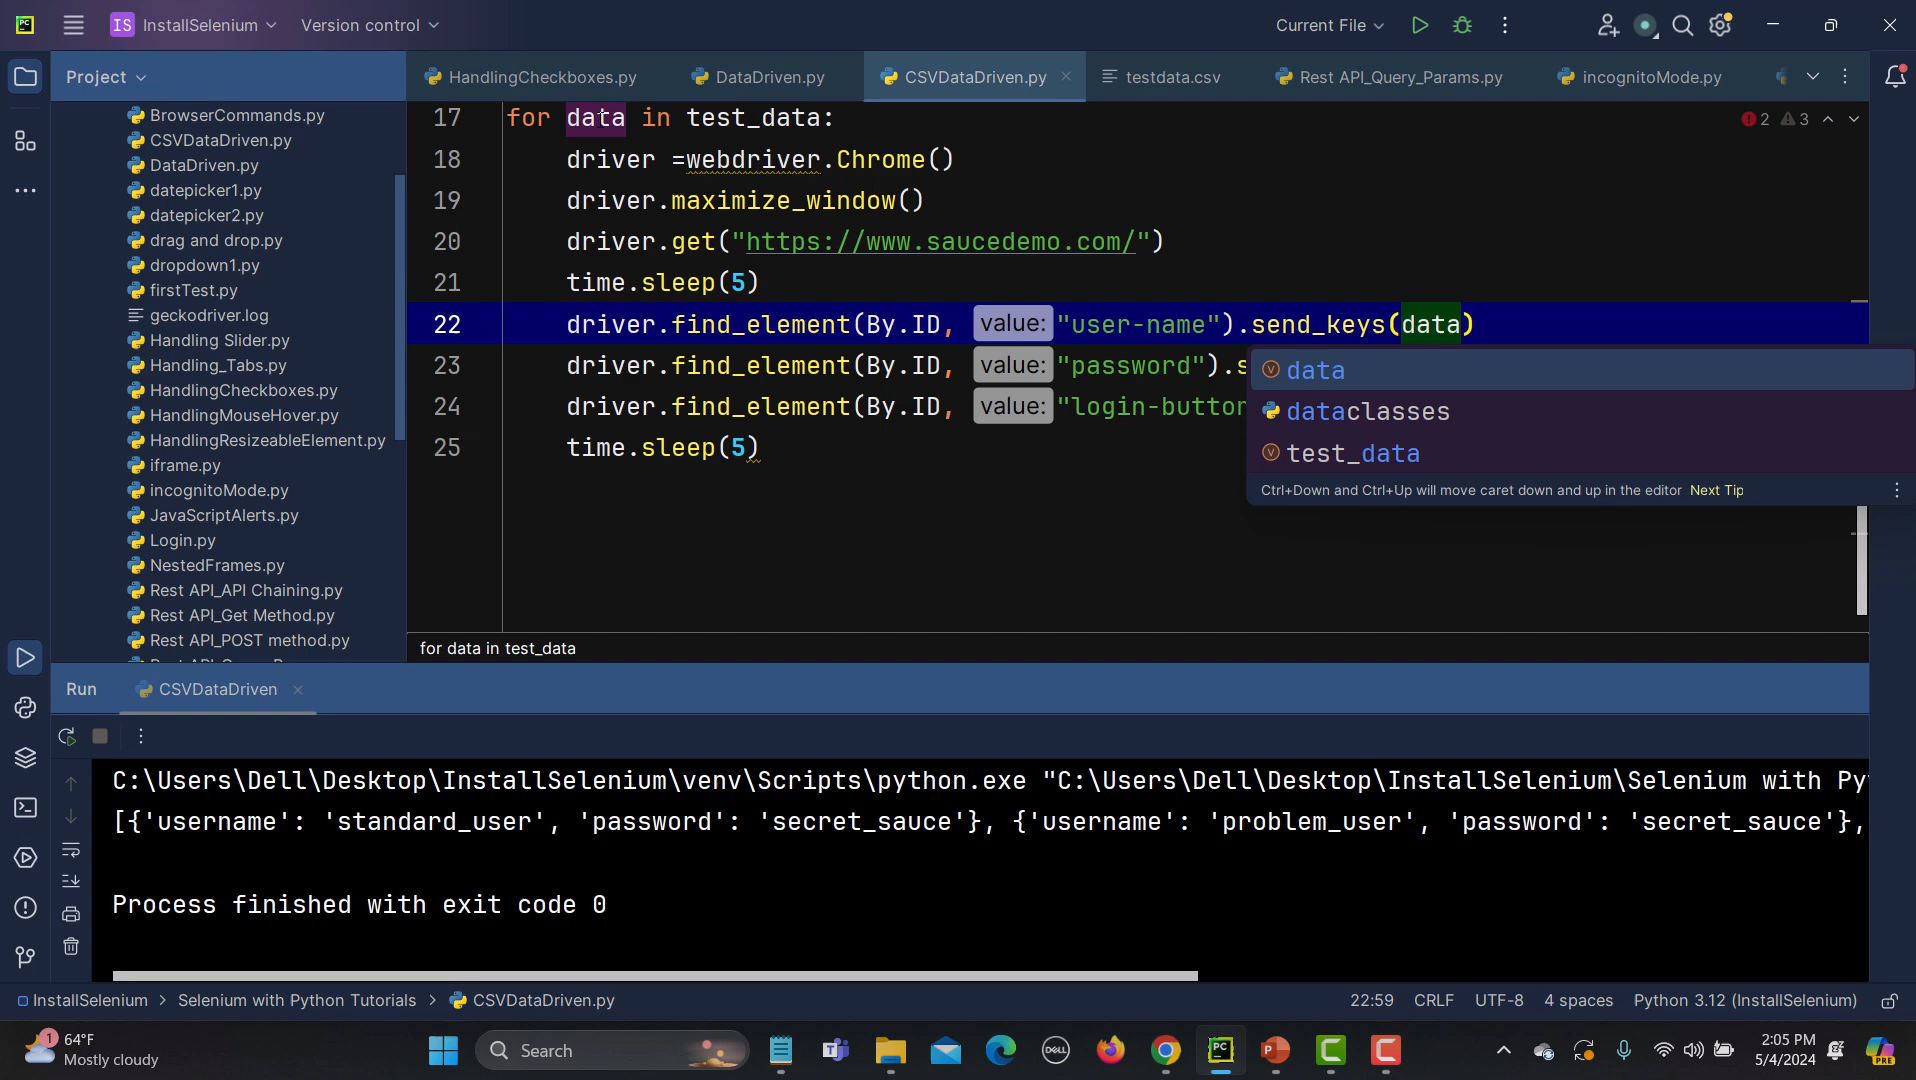 PC
IS InstallSelenium
Version control
Current File
Project
HandlingCheckboxes.py
DataDriven.py
CSVDataDriven.py
testdata.csv
Rest API_Query_Params.py
incognitoMode.py
BrowserCommands.py
CSVDataDriven.py
DataDriven.py
datepicker1.py
datepicker2.py
drag and drop.py
dropdown1.py
firstTest.py
geckodriver.log
Handling Slider.py
Handling_Tabs.py
HandlingCheckboxes.py
HandlingMouseHover.py
HandlingResizeableElement.py
iframe.py
incognitoMode.py
JavaScriptAlerts.py
Login.py
NestedFrames.py
Rest API_API Chaining.py
Rest API_Get Method.py
Rest API_POST method.py
17 for data in test_data:
2 3
18 driver =webdriver.Chrome()
19 driver.maximize_window()
20 driver.get("https://www.saucedemo.com/")
21 time.sleep(5)
22 driver.find_element(By.ID, value: "user-name").send_keys(data)
23 driver.find_element(By.ID, value: "password").s
24 driver.find_element(By.ID, value: "login-button
25 time.sleep(5)
data
dataclasses
test_data
Ctrl+Down and Ctrl+Up will move caret down and up in the editor Next Tip
for data in test_data
Run
CSVDataDriven
C:\Users\Dell\Desktop\InstallSelenium\venv\Scripts\python.exe "C:\Users\Dell\Desktop\InstallSelenium\Selenium with Py
[{'username': 'standard_user', 'password': 'secret_sauce'}, {'username': 'problem_user', 'password': 'secret_sauce'},
Process finished with exit code 0
InstallSelenium > Selenium with Python Tutorials > CSVDataDriven.py
22:59 CRLF UTF-8 4 spaces Python 3.12 (InstallSelenium)
1
64°F
Mostly cloudy
Search
DELL
PC
2:05 PM
5/4/2024
PRE